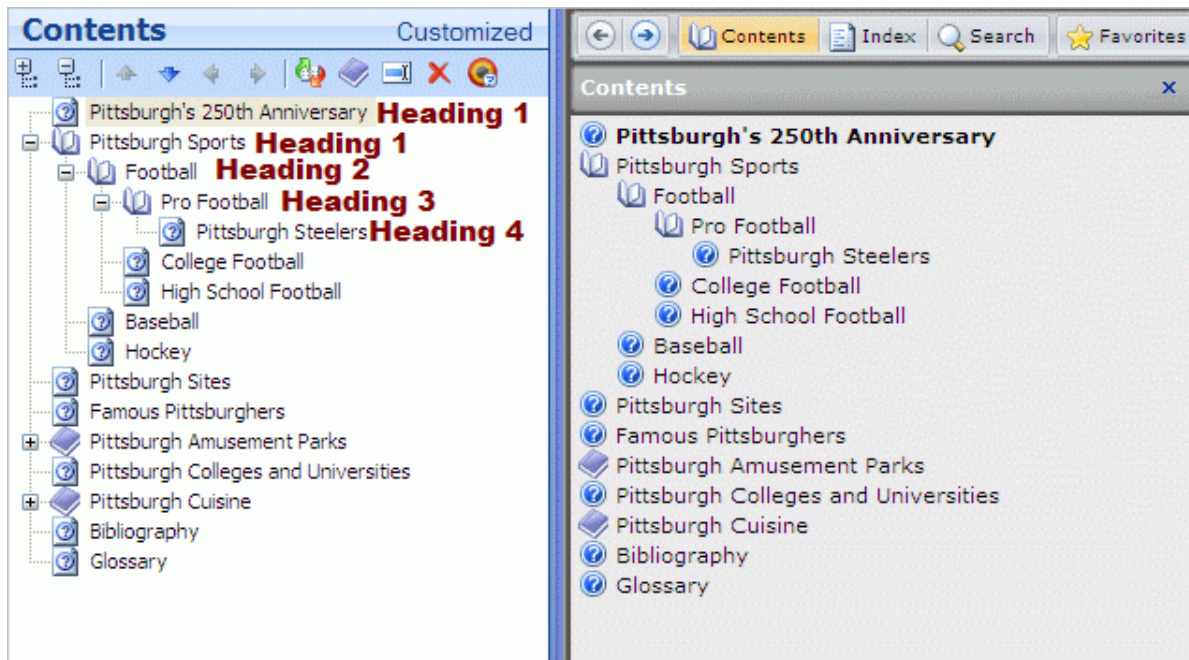 Contents Customized
Pittsburgh's 250th Anniversary Heading 1
Pittsburgh Sports Heading 1
Football Heading 2
Pro Football Heading 3
Pittsburgh Steelers Heading 4
College Football
High School Football
Baseball
Hockey
Pittsburgh Sites
Famous Pittsburghers
Pittsburgh Amusement Parks
Pittsburgh Colleges and Universities
Pittsburgh Cuisine
Bibliography
Glossary
Contents Index Search Favorites
Contents
Pittsburgh's 250th Anniversary
Pittsburgh Sports
Football
Pro Football
Pittsburgh Steelers
College Football
High School Football
Baseball
Hockey
Pittsburgh Sites
Famous Pittsburghers
Pittsburgh Amusement Parks
Pittsburgh Colleges and Universities
Pittsburgh Cuisine
Bibliography
Glossary